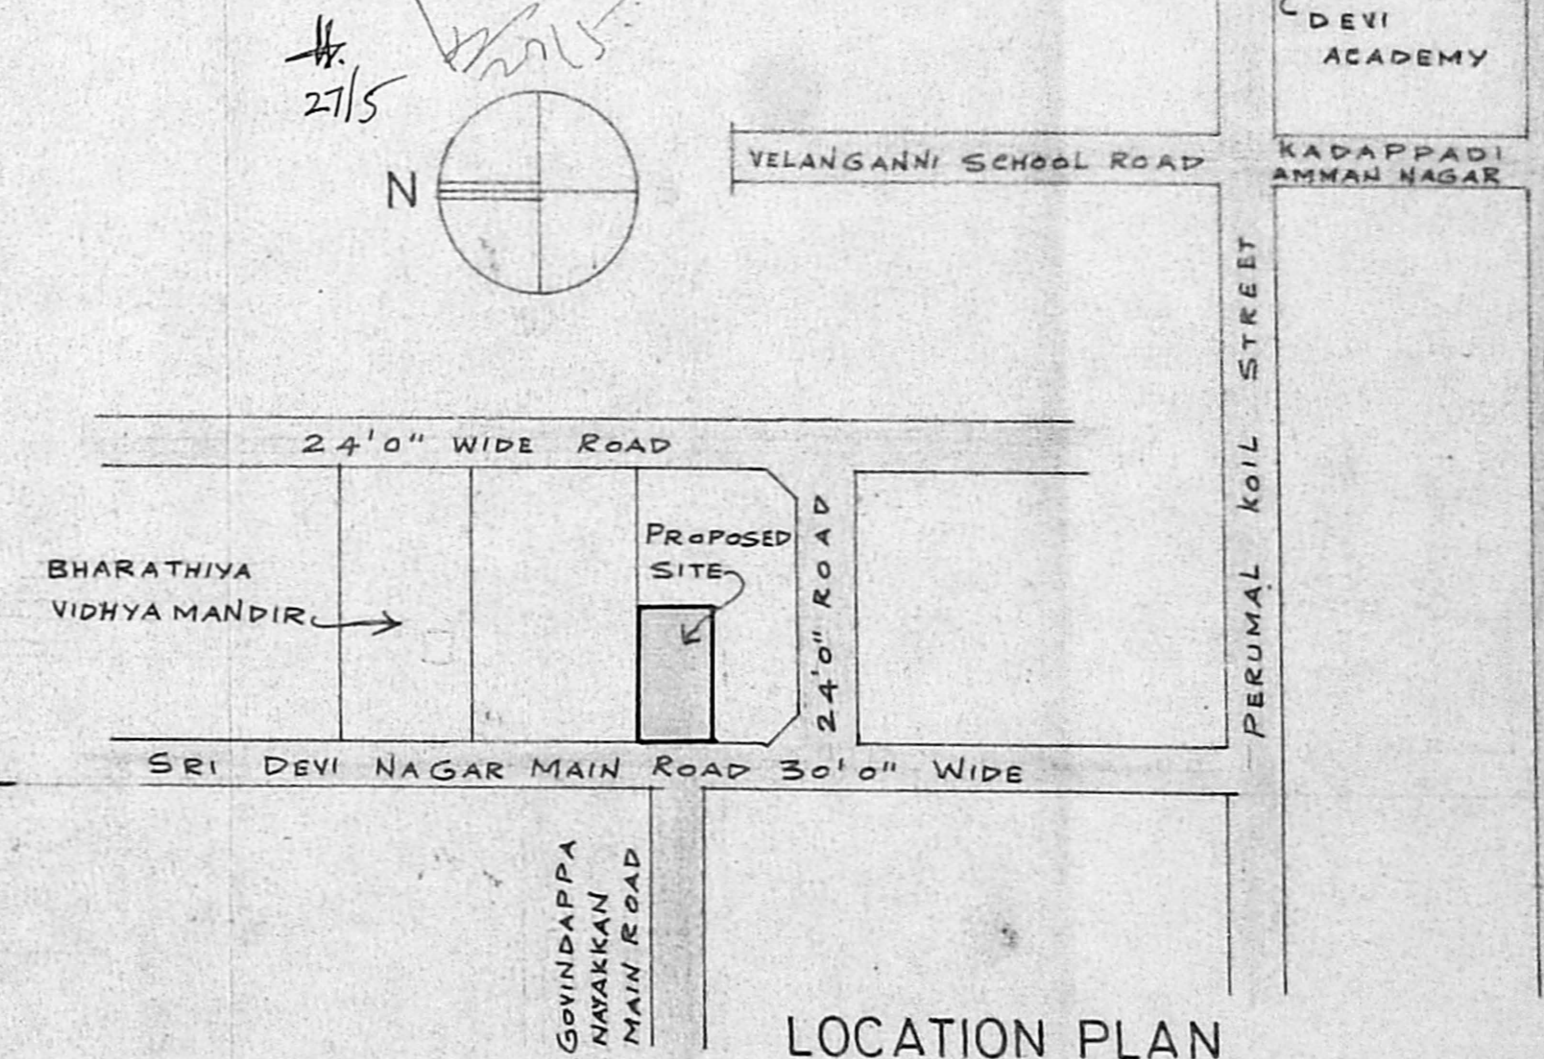 DEVI
ACADEMY
27/5
N
VELANGANNI SCHOOL ROAD
KADAPPADI
AMMAN NAGAR
24'0" WIDE ROAD
PROPOSED
SITE
BHARATHIYA
VIDHYA MANDIR
24'0" ROAD
PERUMAL KOIL STREET
SRI DEVI NAGAR MAIN ROAD 30'0" WIDE
GOVINDAPPA
NAYAKKAN
MAIN ROAD
LOCATION PLAN